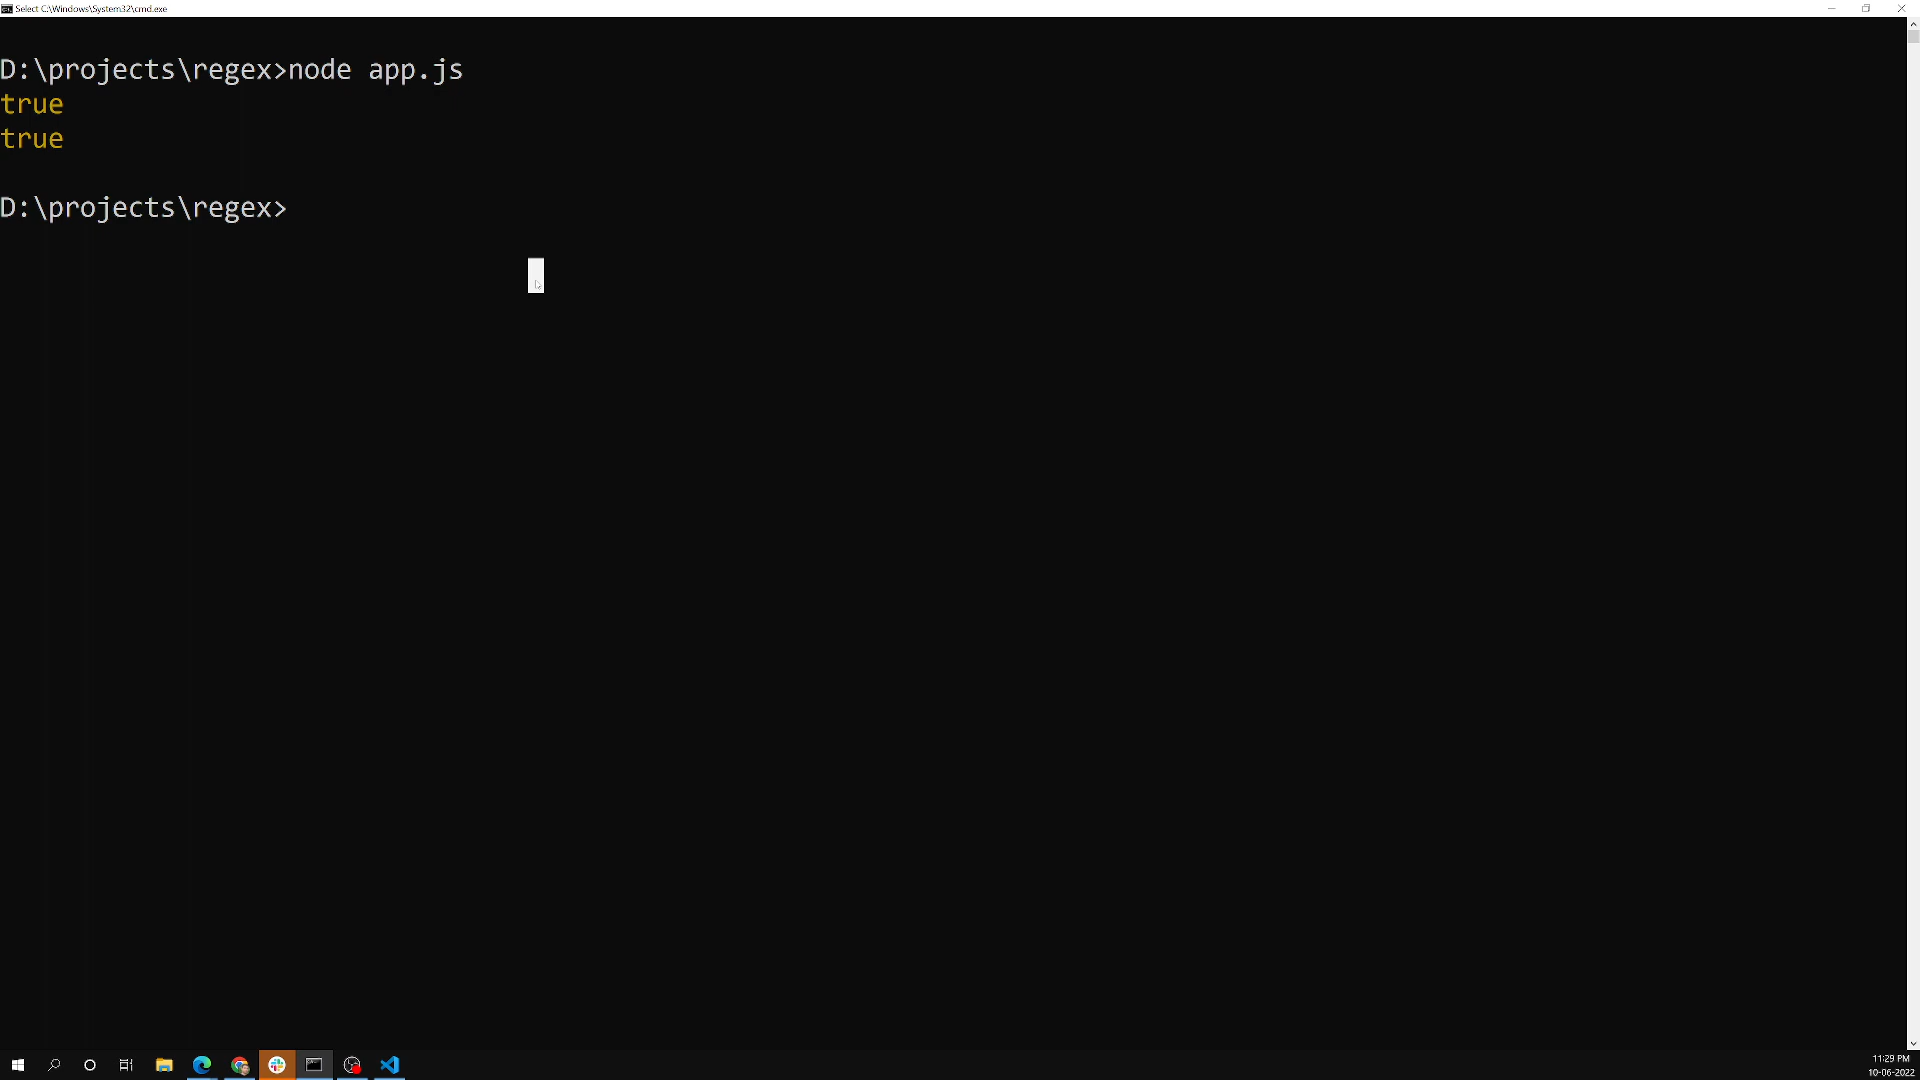 Select C:\Windows\System32\cmd.exe
D:\projects\regex>node app.js
true
true
D:\projects\regex>
11:29 PM
10-06-2022